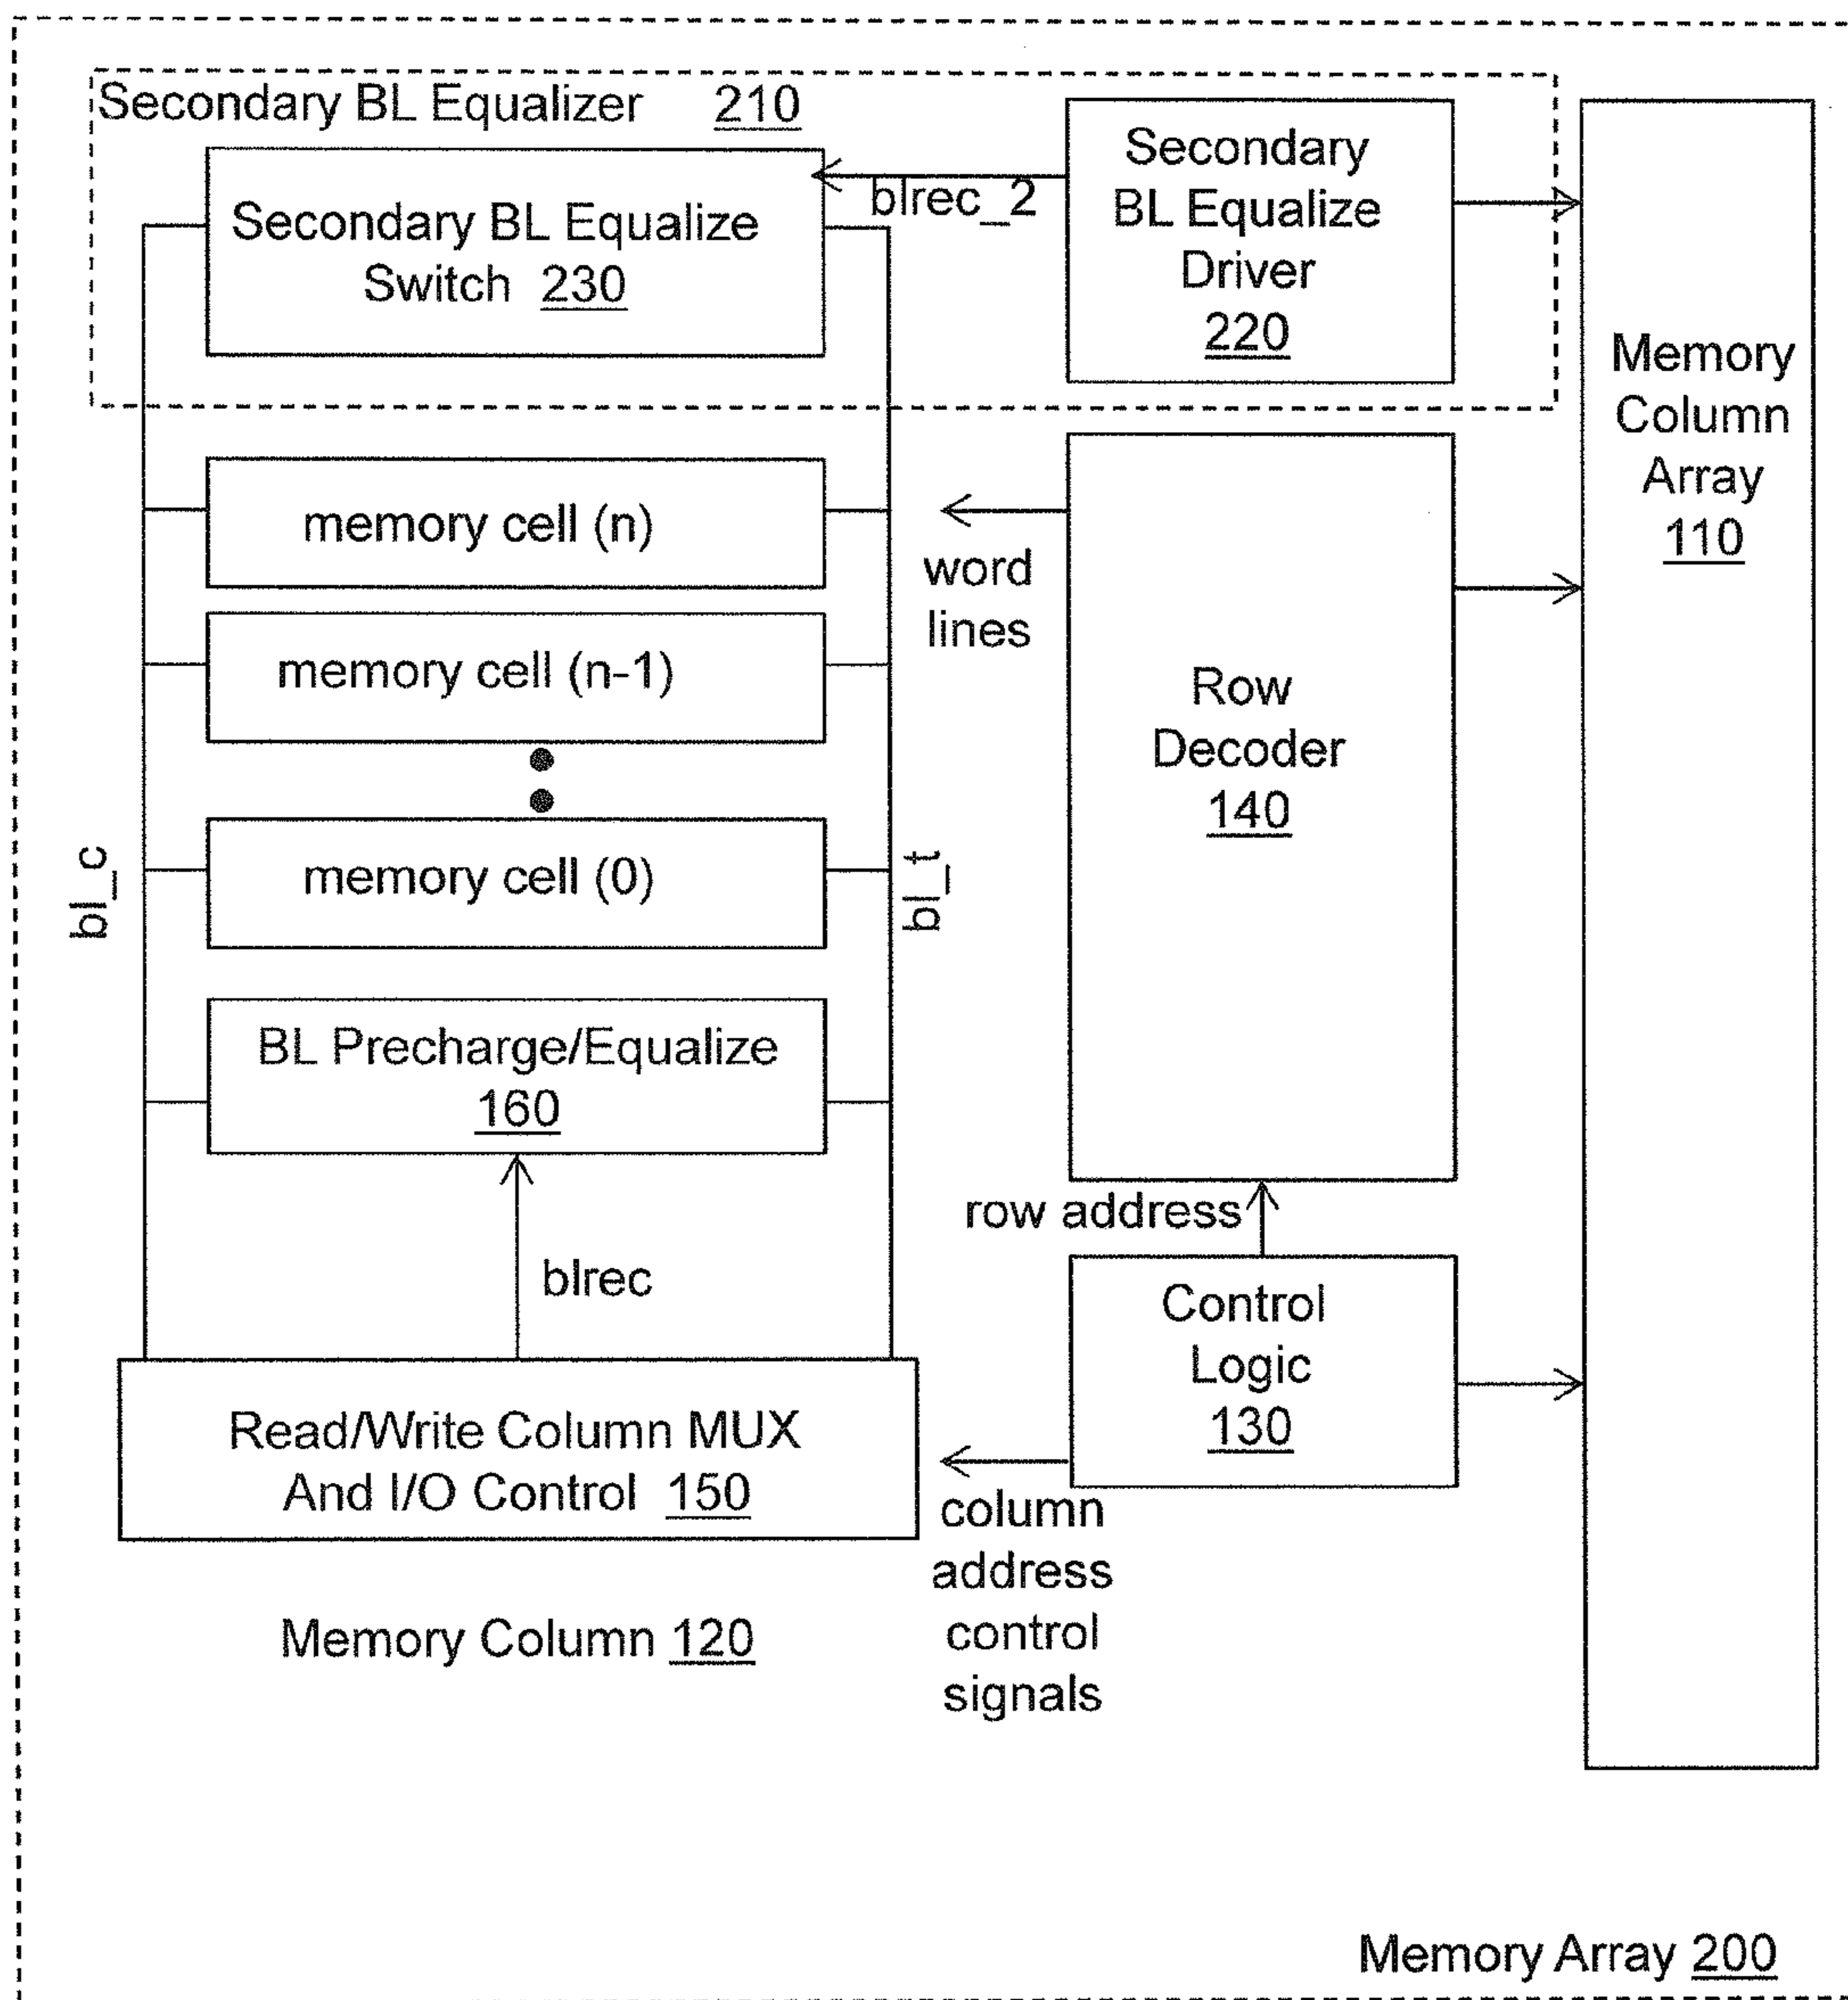 Secondary BL Equalizer 210
Secondary BL Equalize
Switch 230
blrec_2
Secondary
BL Equalize
Driver
220
Memory
Column
Array
110
memory cell (n)
word
lines
memory cell (n-1)
Row
Decoder
140
memory cell (0)
bl_c
bl_t
BL Precharge/Equalize
160
row address
blrec
Control
Logic
130
Read/Write Column MUX
And I/O Control 150
column
address
control
signals
Memory Column 120
Memory Array 200